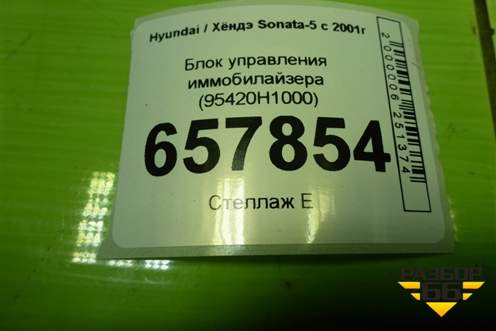 Hyundai / Хёндэ Sonata-5 с 2001г
Блок управления
иммобилайзера
(95420H1000)
657854
Стеллаж E
2000006251374
РАЗБОР
66